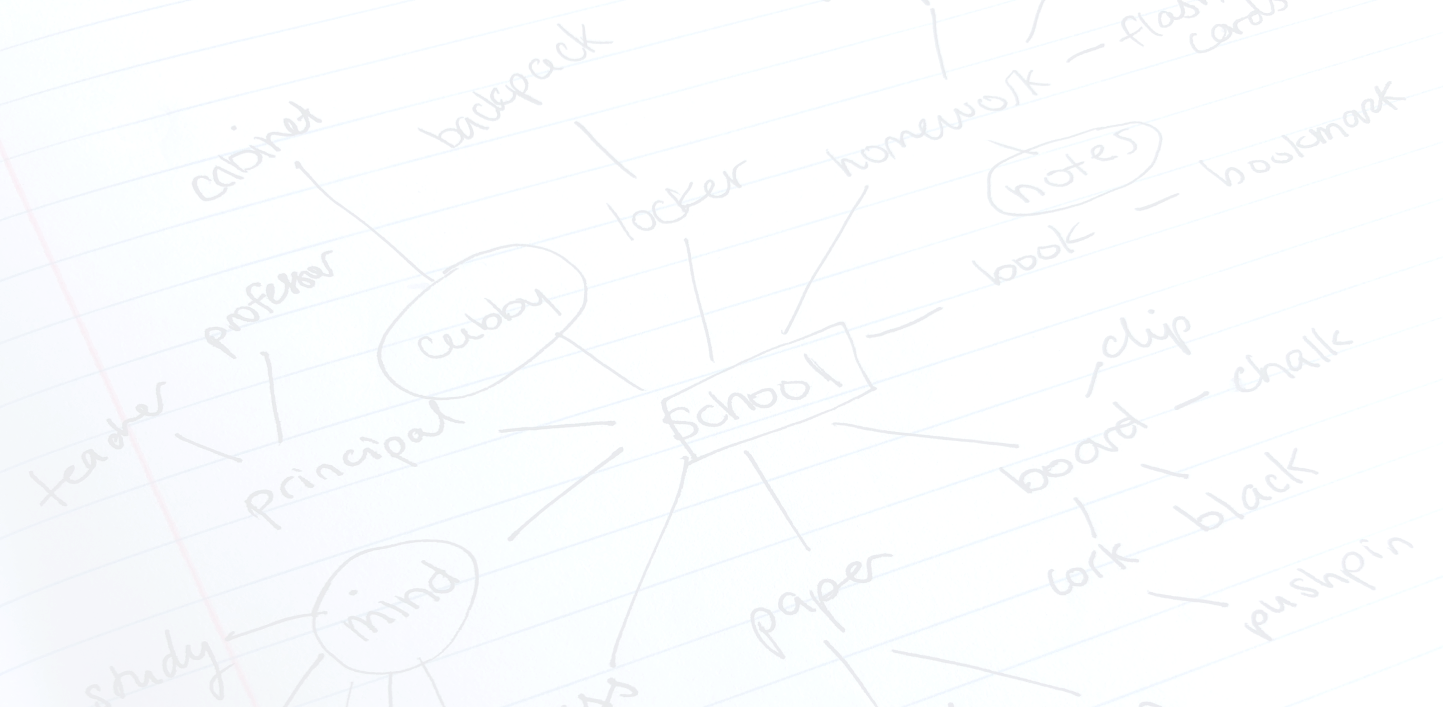 flash
cards
backpack
homework
cabinet
bookmark
notes
locker
book
professor
cubby
clip
chalk
School
teacher
principal
board
black
cork
mind
pushpin
paper
study